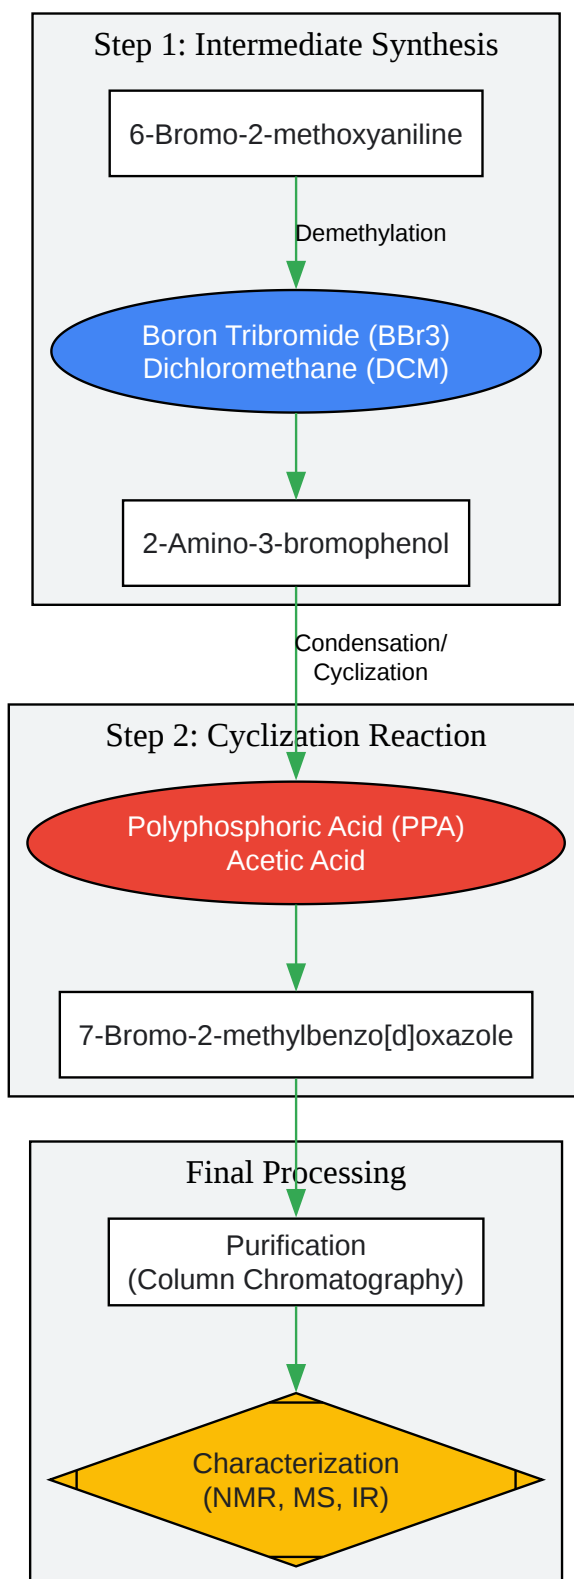 Step 1: Intermediate Synthesis
6-Bromo-2-methoxyaniline
Demethylation
Boron Tribromide (BBr3)
Dichloromethane (DCM)
2-Amino-3-bromophenol
Condensation/
Cyclization
Step 2: Cyclization Reaction
Polyphosphoric Acid (PPA)
Acetic Acid
7-Bromo-2-methylbenzo[d]oxazole
Final Processing
Purification
(Column Chromatography)
Characterization
(NMR, MS, IR)